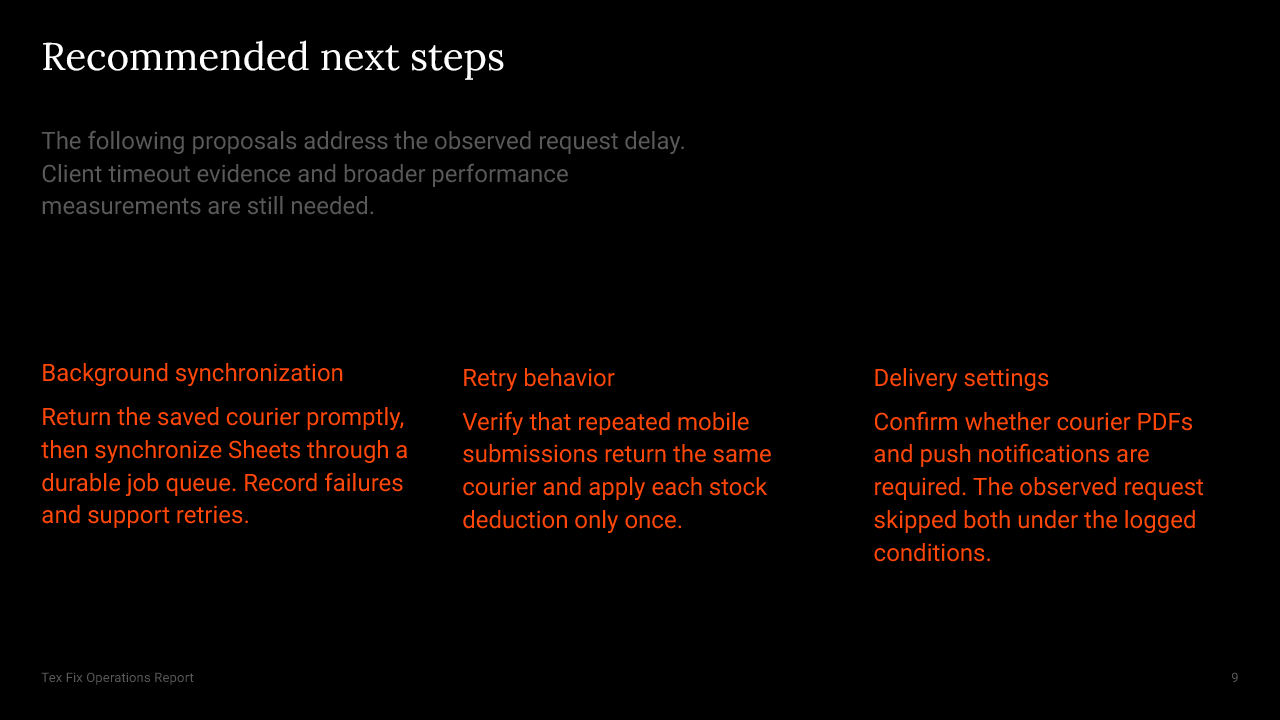 Recommended next steps
The following proposals address the observed request delay.
Client timeout evidence and broader performance
measurements are still needed.
Background synchronization
Return the saved courier promptly,
then synchronize Sheets through a
durable job queue. Record failures
and support retries.
Retry behavior
Verify that repeated mobile
submissions return the same
courier and apply each stock
deduction only once.
Delivery settings
Confirm whether courier PDFs
and push notifications are
required. The observed request
skipped both under the logged
conditions.
Tex Fix Operations Report
9